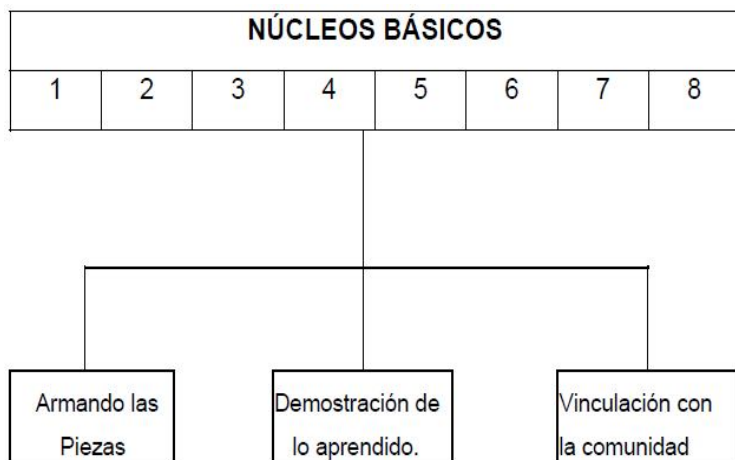 NÚCLEOS BÁSICOS
1 2 3 4 5 6 7 8
Armando las
Piezas
Demostración de
lo aprendido.
Vinculación con
la comunidad